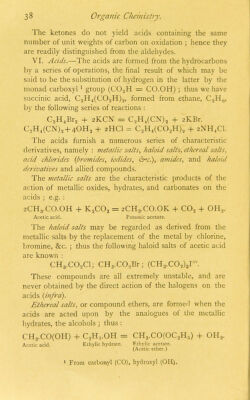 38 Organic Chemistry.
The ketones do not yield acids containing the same
number of unit weights of carbon on oxidation ; hence they
are readily distinguished from the aldehydes.
VI. Acids.—The acids are formed from the hydrocarbons
by a series of operations, the final result of which may be
said to be the substitution of hydrogen in the latter by the
monad carboxyl ¹ group (CO₂H = CO.OH) ; thus we have
succinic acid, C₂H₄(CO₂H)₂, formed from ethane, C₂H₆,
by the following series of reactions :
C₂H₄Br₂ + 2KCN = C₂H₄(CN)₂ + 2KBr.
C₂H₄(CN)₂ + 4OH₂ + 2HCl = C₂H₄(CO₂H)₂ + 2NH₄Cl.
The acids furnish a numerous series of characteristic
derivatives, namely : metallic salts, haloid salts, ethereal salts,
acid chlorides (bromides, iodides, &c.), amides, and haloid
derivatives and allied compounds.
The metallic salts are the characteristic products of the
action of metallic oxides, hydrates, and carbonates on the
acids ; e.g. :
2CH₃.CO.OH + K₂CO₃ = 2CH₃.CO.OK + CO₂ + OH₂.
Acetic acid. Potassic acetate.
The haloid salts may be regarded as derived from the
metallic salts by the replacement of the metal by chlorine,
bromine, &c. ; thus the following haloid salts of acetic acid
are known :
CH₃.CO₂Cl ; CH₃.CO₂Br ; (CH₃.CO₂)₃I‴.
These compounds are all extremely unstable, and are
never obtained by the direct action of the halogens on the
acids (infra).
Ethereal salts, or compound ethers, are formed when the
acids are acted upon by the analogues of the metallic
hydrates, the alcohols ; thus :
CH₃.CO(OH) + C₂H₅.OH = CH₃.CO(OC₂H₅) + OH₂.
Acetic acid. Ethylic hydrate. Ethylic acetate.
(Acetic ether.)
¹ From carbonyl (CO), hydroxyl (OH).